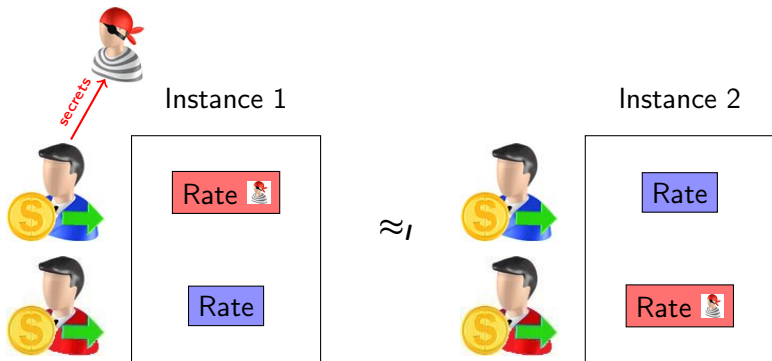 secrets
Instance 1
Instance 2
Rate
Rate
≈I
Rate
Rate